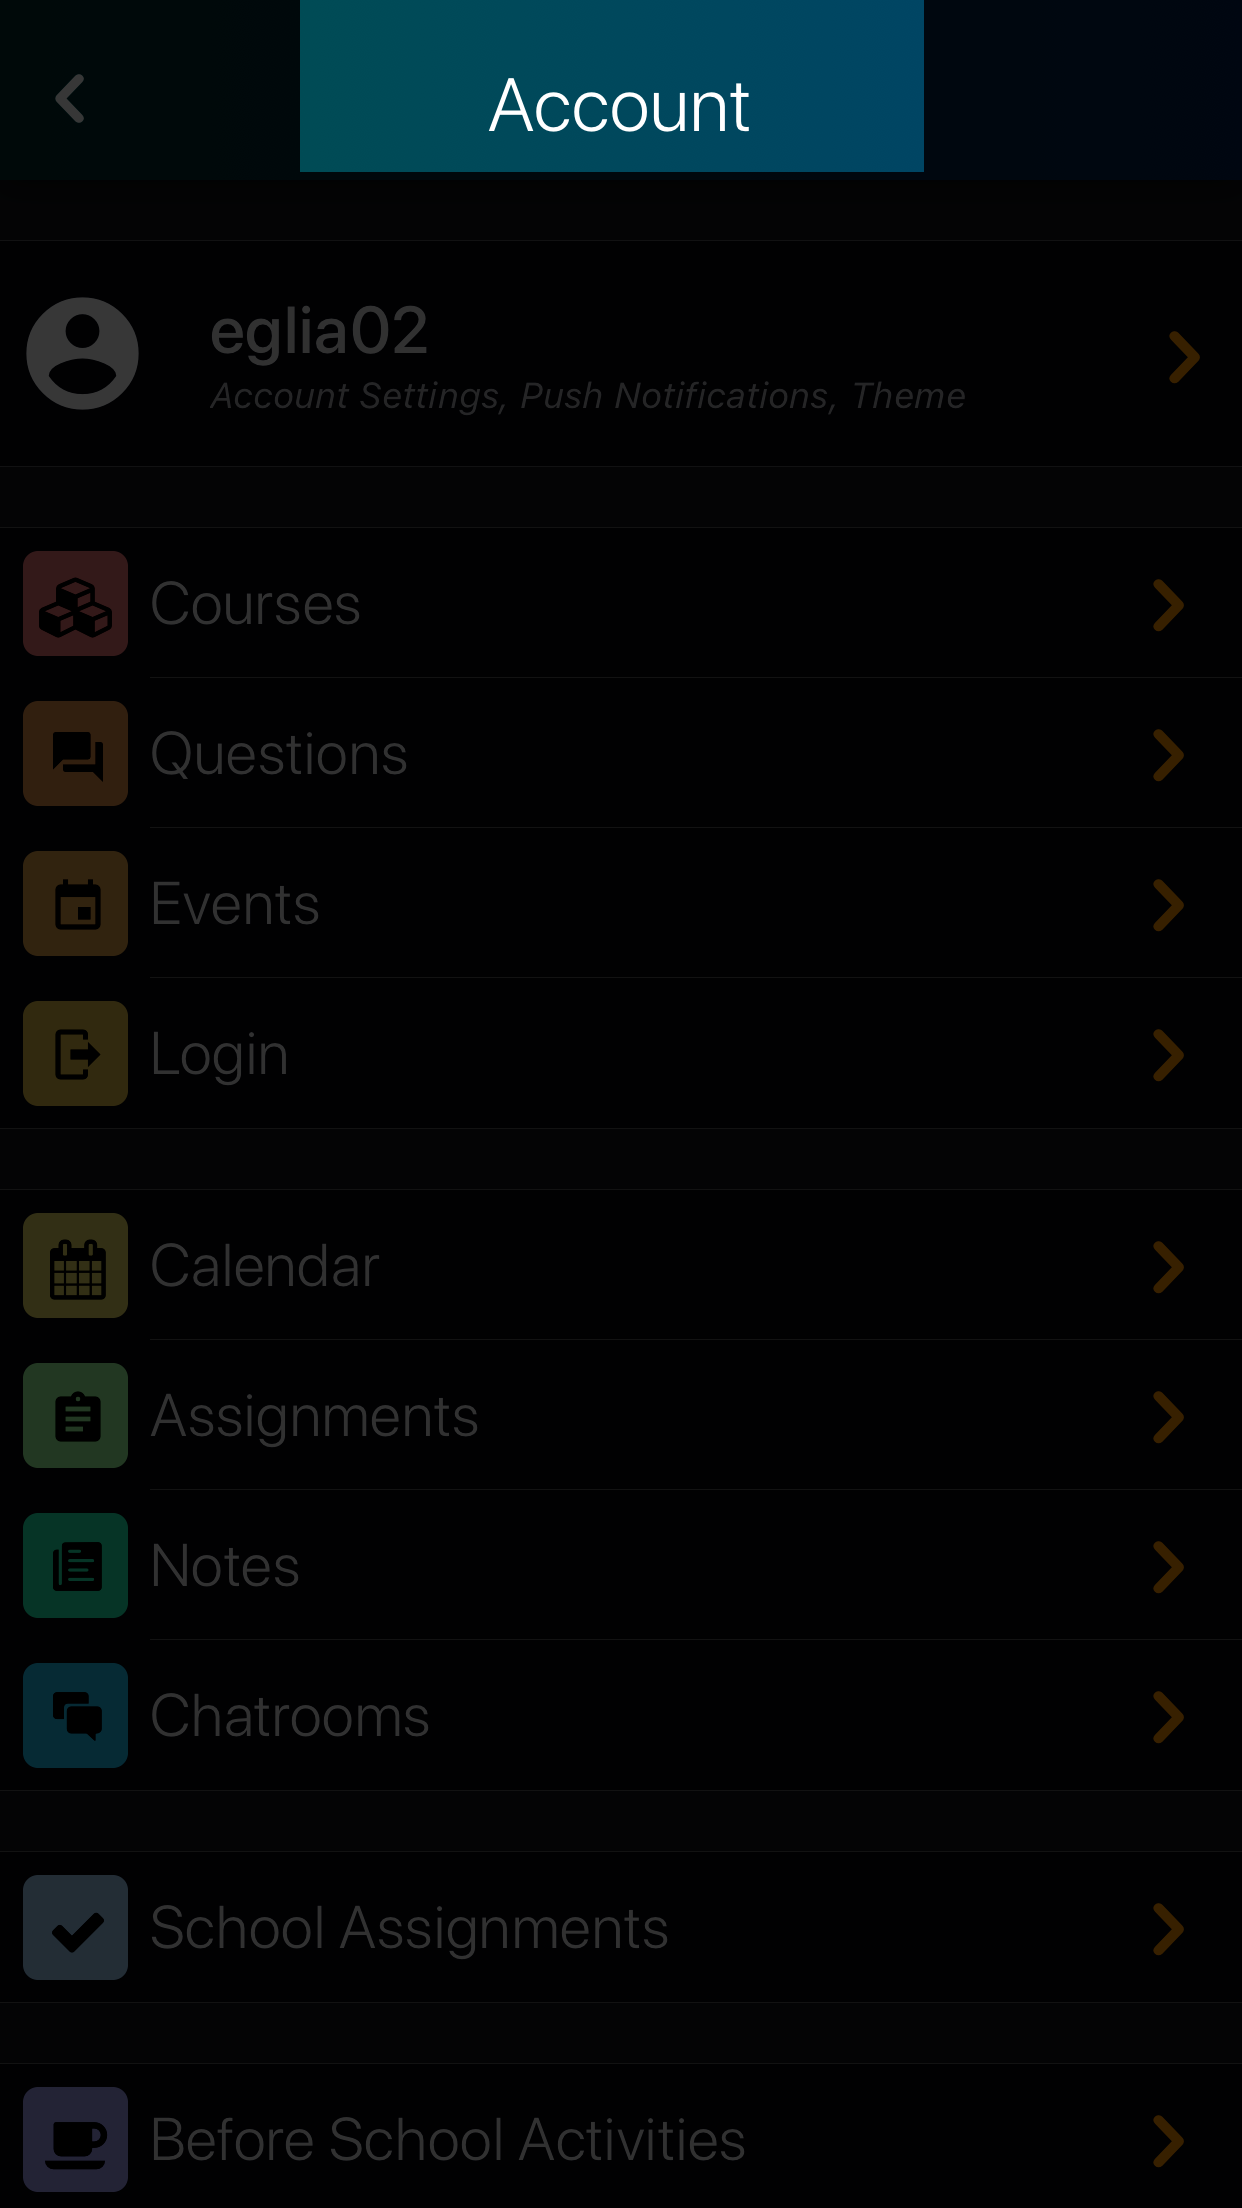 Account
eglia02
Account Settings, Push Notifications, Theme
Courses
Questions
Events
Login
Calendar
Assignments
Notes
Chatrooms
School Assignments
Before School Activities